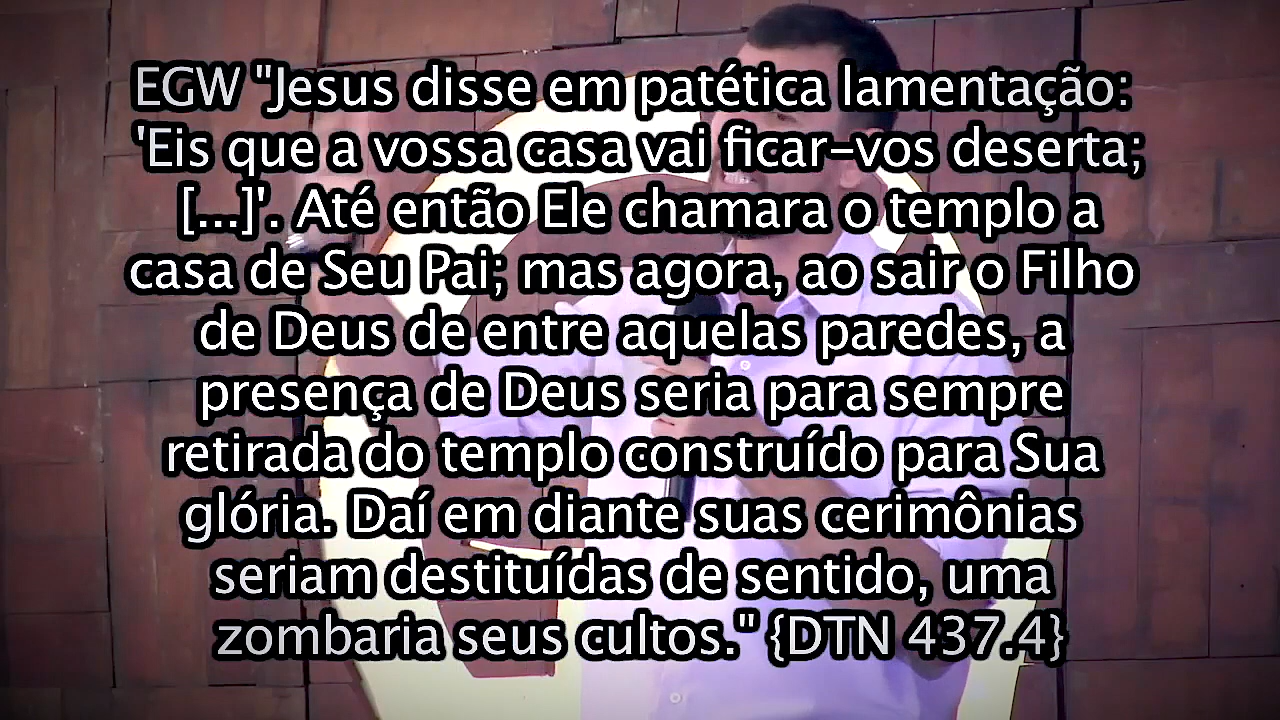 EGW "Jesus disse em patética lamentação:
'Eis que a vossa casa vai ficar-vos deserta;
[...]'. Até então Ele chamara o templo a
casa de Seu Pai; mas agora, ao sair o Filho
de Deus de entre aquelas paredes, a
presença de Deus seria para sempre
retirada do templo construído para Sua
glória. Daí em diante suas cerimônias
seriam destituídas de sentido, uma
zombaria seus cultos." {DTN 437.4}